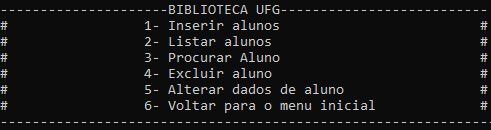 ---------------------BIBLIOTECA UFG--------------------------
# 1- Inserir alunos #
# 2- Listar alunos #
# 3- Procurar Aluno #
# 4- Excluir aluno #
# 5- Alterar dados de aluno #
# 6- Voltar para o menu inicial #
-------------------------------------------------------------